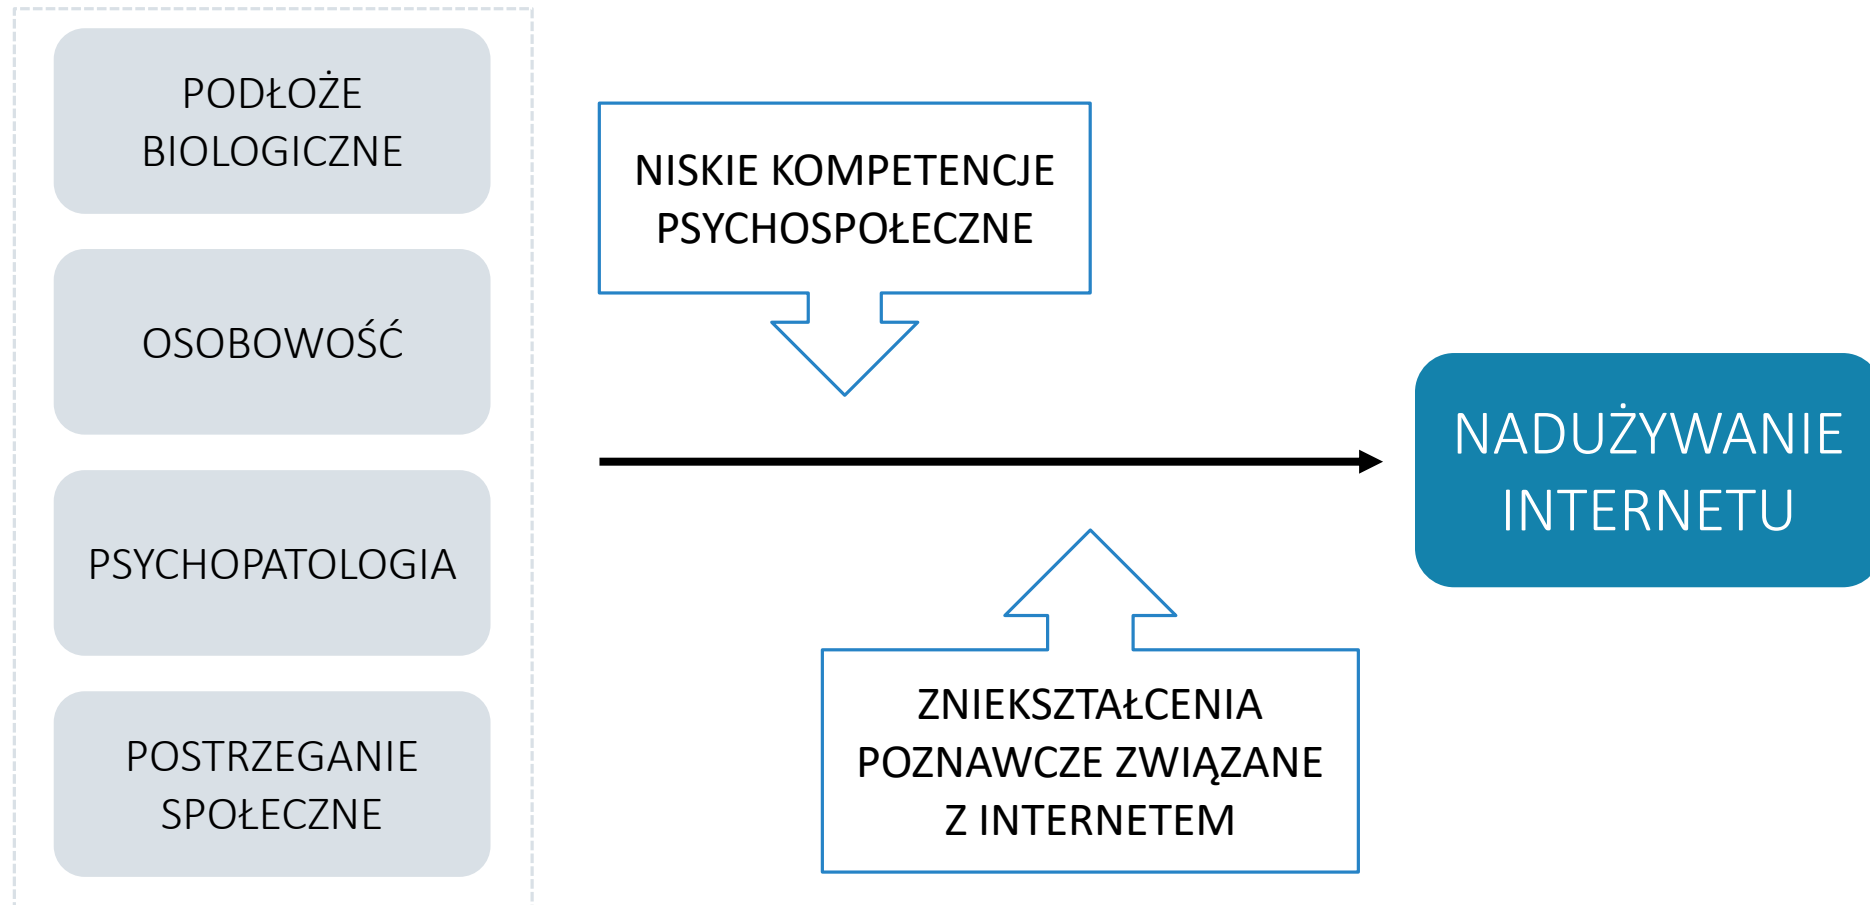 PODŁOŻE
BIOLOGICZNE
OSOBOWOŚĆ
PSYCHOPATOLOGIA
POSTRZEGANIE
SPOŁECZNE
NISKIE KOMPETENCJE
PSYCHOSPOŁECZNE
ZNIEKSZTAŁCENIA
POZNAWCZE ZWIĄZANE
Z INTERNETEM
NADUŻYWANIE
INTERNETU